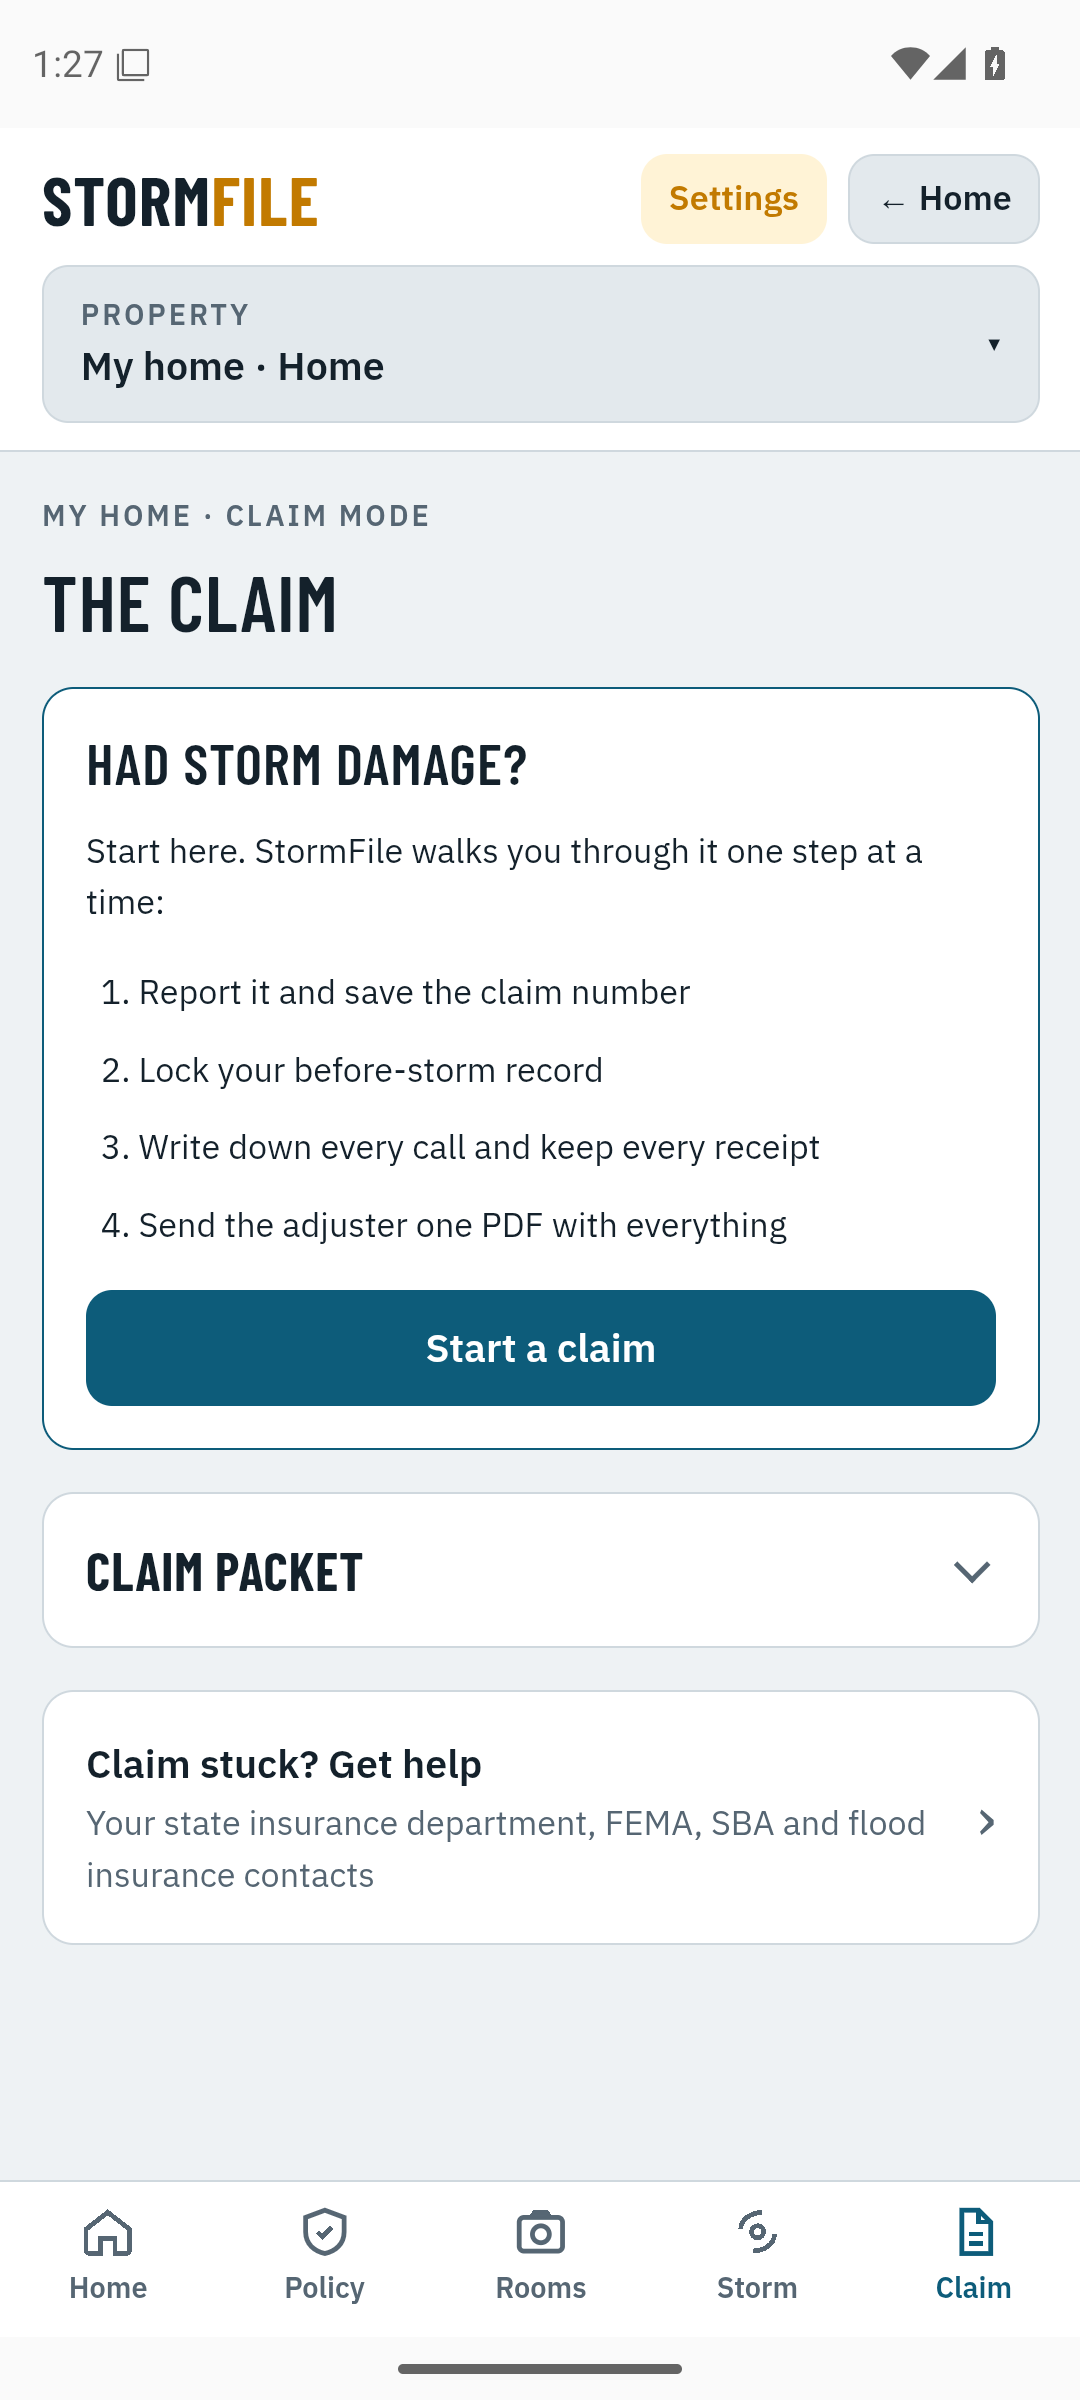 1:27
STORMFILE
Settings
← Home
PROPERTY
My home · Home
MY HOME · CLAIM MODE
THE CLAIM
HAD STORM DAMAGE?
Start here. StormFile walks you through it one step at a
time:
1. Report it and save the claim number
2. Lock your before-storm record
3. Write down every call and keep every receipt
4. Send the adjuster one PDF with everything
Start a claim
CLAIM PACKET
Claim stuck? Get help
Your state insurance department, FEMA, SBA and flood
insurance contacts
Home
Policy
Rooms
Storm
Claim